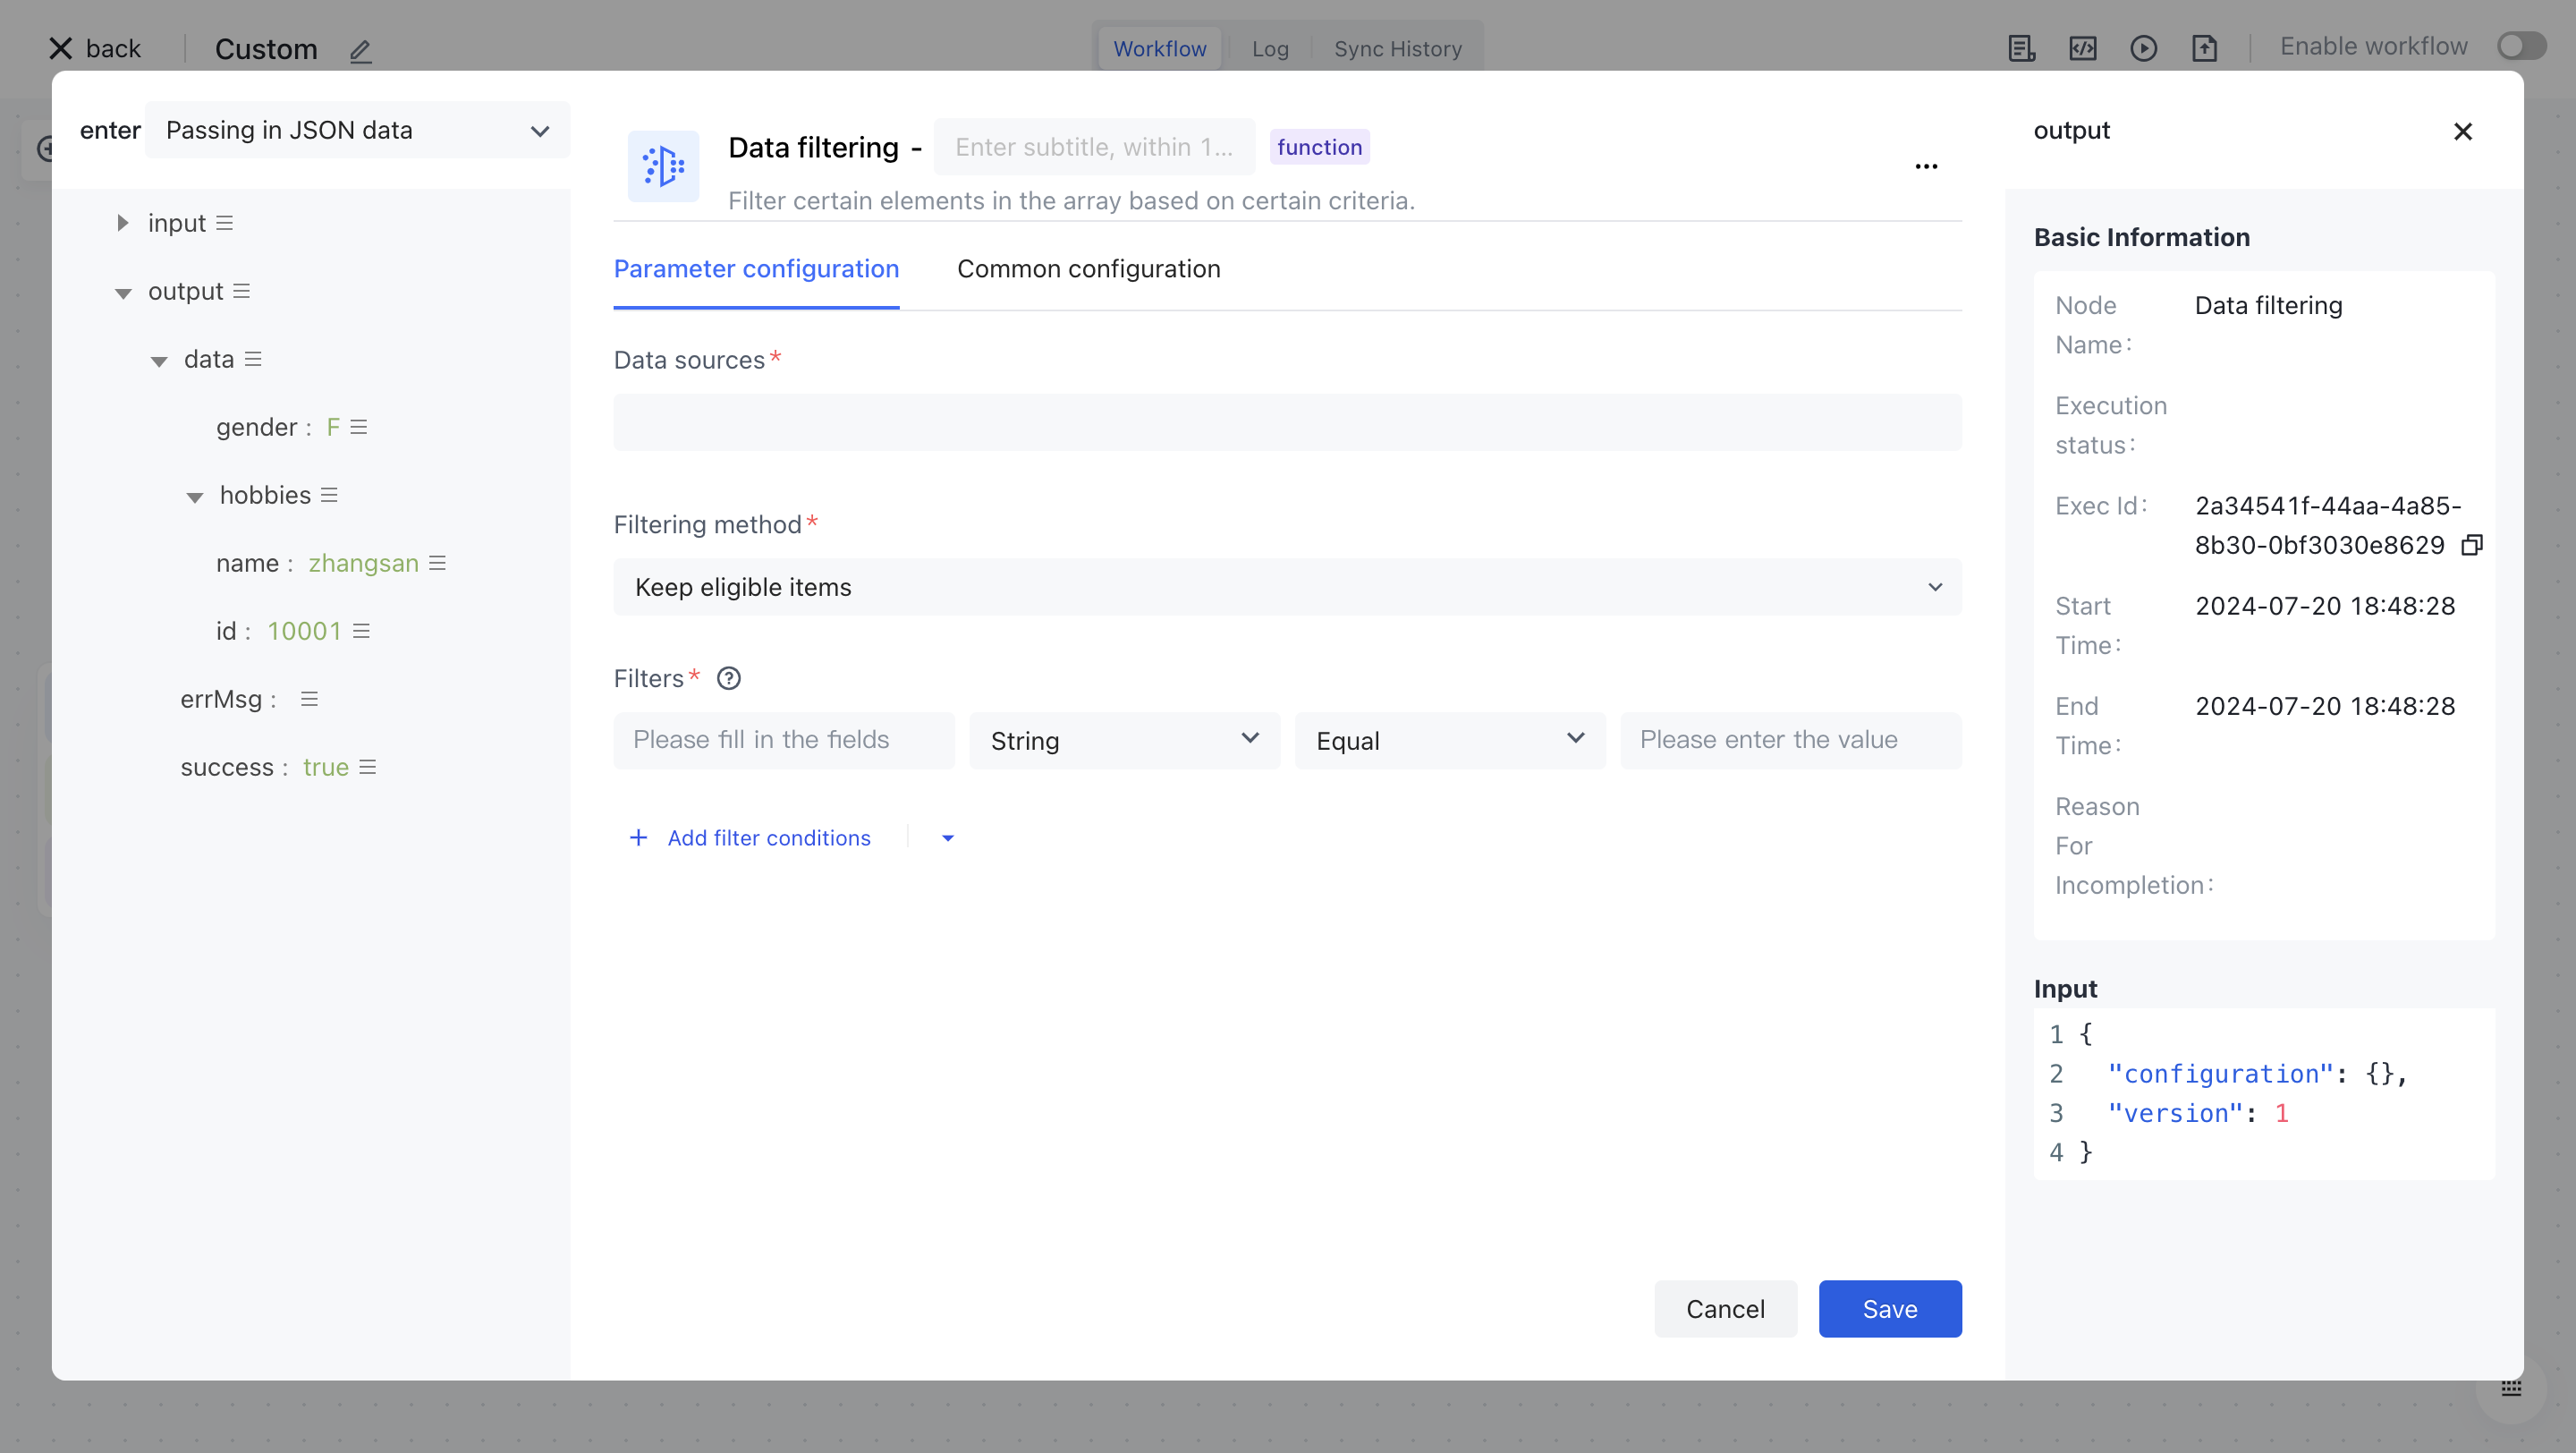 back
Custom
Workflow
Log
Sync History
Enable workflow
enter
Passing in JSON data
input
output
data
gender : F
hobbies
name : zhangsan
id : 10001
errMsg :
success : true
Data filtering -
Enter subtitle, within 1...
function
Filter certain elements in the array based on certain criteria.
Parameter configuration
Common configuration
Data sources*
Filtering method*
Keep eligible items
Filters*
Please fill in the fields
String
Equal
Please enter the value
+ Add filter conditions
Cancel
Save
output
Basic Information
Node Data filtering
Name:
Execution
status:
Exec Id: 2a34541f-44aa-4a85-
8b30-0bf3030e8629
Start 2024-07-20 18:48:28
Time:
End 2024-07-20 18:48:28
Time:
Reason
For
Incompletion:
Input
1 {
2 "configuration": {},
3 "version": 1
4 }